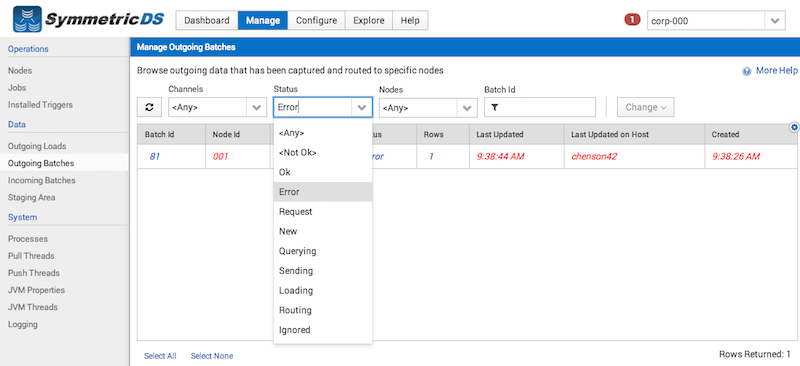 SymmetricDS
Dashboard Manage Configure Explore Help
1 corp-000
Operations
Nodes
Jobs
Installed Triggers
Data
Outgoing Loads
Outgoing Batches
Incoming Batches
Staging Area
System
Processes
Pull Threads
Push Threads
JVM Properties
JVM Threads
Logging
Manage Outgoing Batches
Browse outgoing data that has been captured and routed to specific nodes
More Help
Channels Status Nodes Batch Id
<Any> Error <Any> Change
Batch Id Node Id tus Rows Last Updated Last Updated on Host Created
81 001 rror 1 9:38:44 AM chenson42 9:38:26 AM
<Any>
<Not Ok>
Ok
Error
Request
New
Querying
Sending
Loading
Routing
Ignored
Select All Select None
Rows Returned: 1